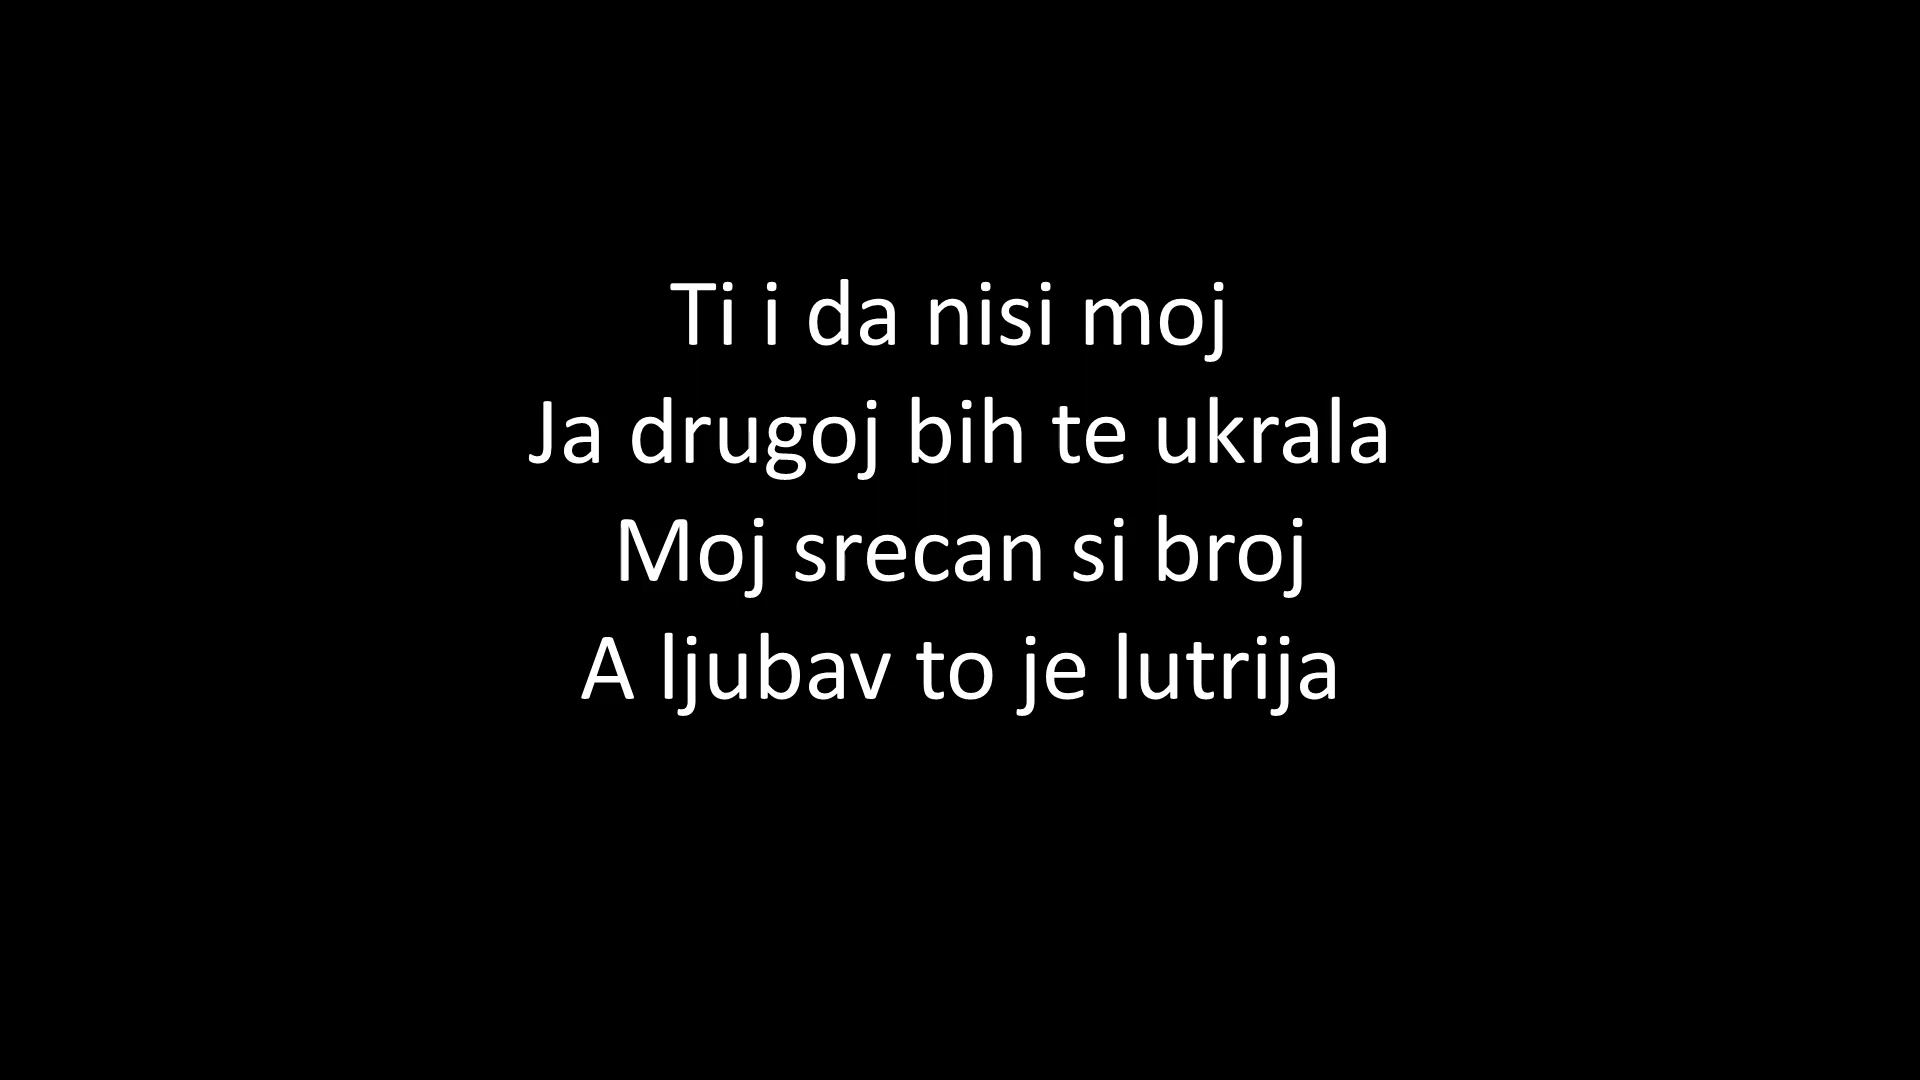 Ti i da nisi moj
Ja drugoj bih te ukrala
Moj srecan si broj
A ljubav to je lutrija